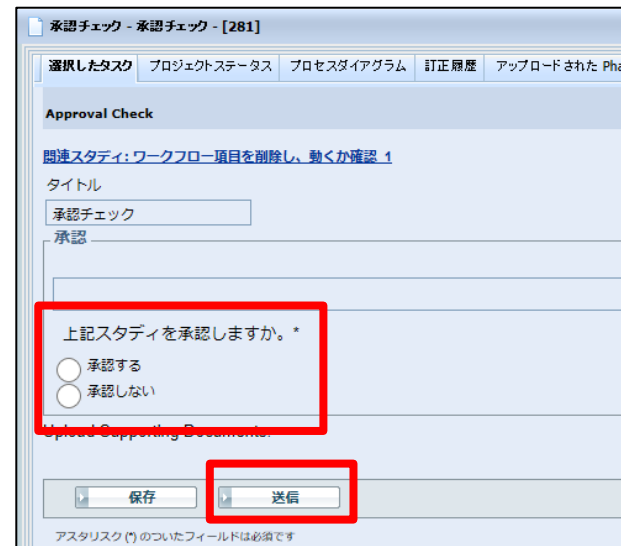 承認チェック - 承認チェック - [281]
選択したタスク プロジェクトステータス プロセスダイアグラム 訂正履歴 アップロードされた Pha
Approval Check
関連スタディ: ワークフロー項目を削除し、動くか確認_1
タイトル
承認チェック
承認
上記スタディを承認しますか。*
承認する
承認しない
Upload Supporting Documents:
保存 送信
アスタリスク (*) のついたフィールドは必須です